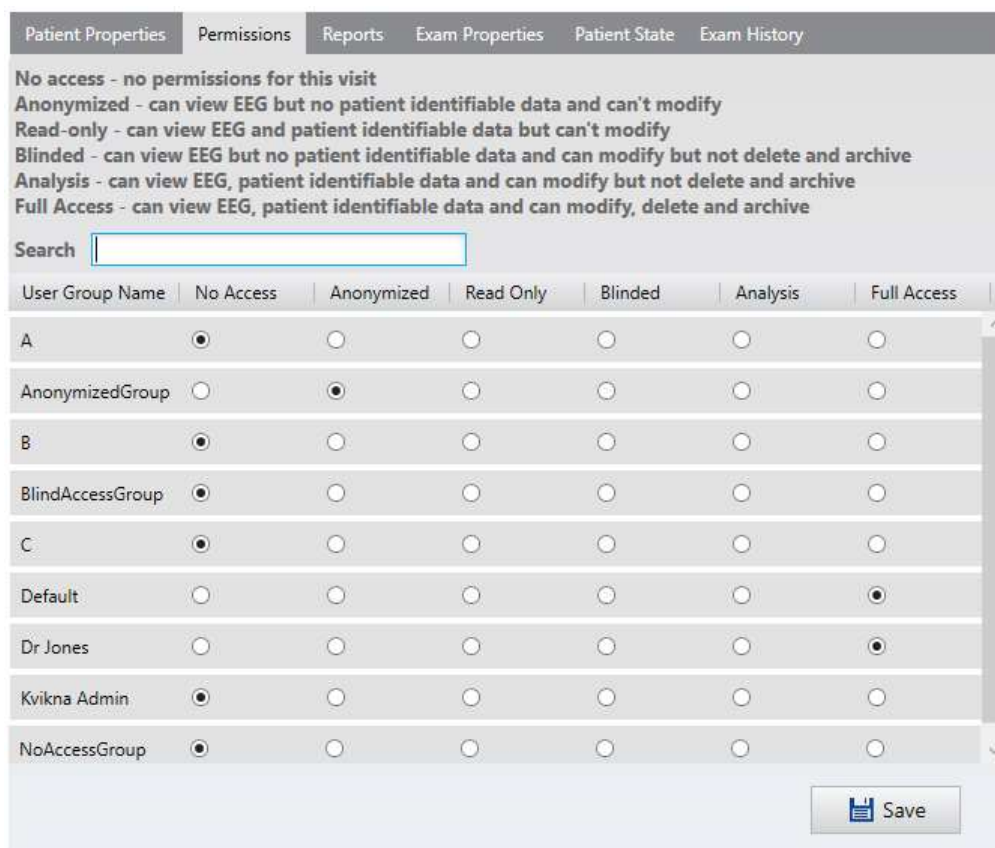 Patient Properties Permissions Reports Exam Properties Patient State Exam History
No access - no permissions for this visit
Anonymized - can view EEG but no patient identifiable data and can't modify
Read-only - can view EEG and patient identifiable data but can't modify
Blinded - can view EEG but no patient identifiable data and can modify but not delete and archive
Analysis - can view EEG, patient identifiable data and can modify but not delete and archive
Full Access - can view EEG, patient identifiable data and can modify, delete and archive
Search
User Group Name No Access Anonymized Read Only Blinded Analysis Full Access
A
AnonymizedGroup
B
BlindAccessGroup
C
Default
Dr Jones
Kvikna Admin
NoAccessGroup
Save